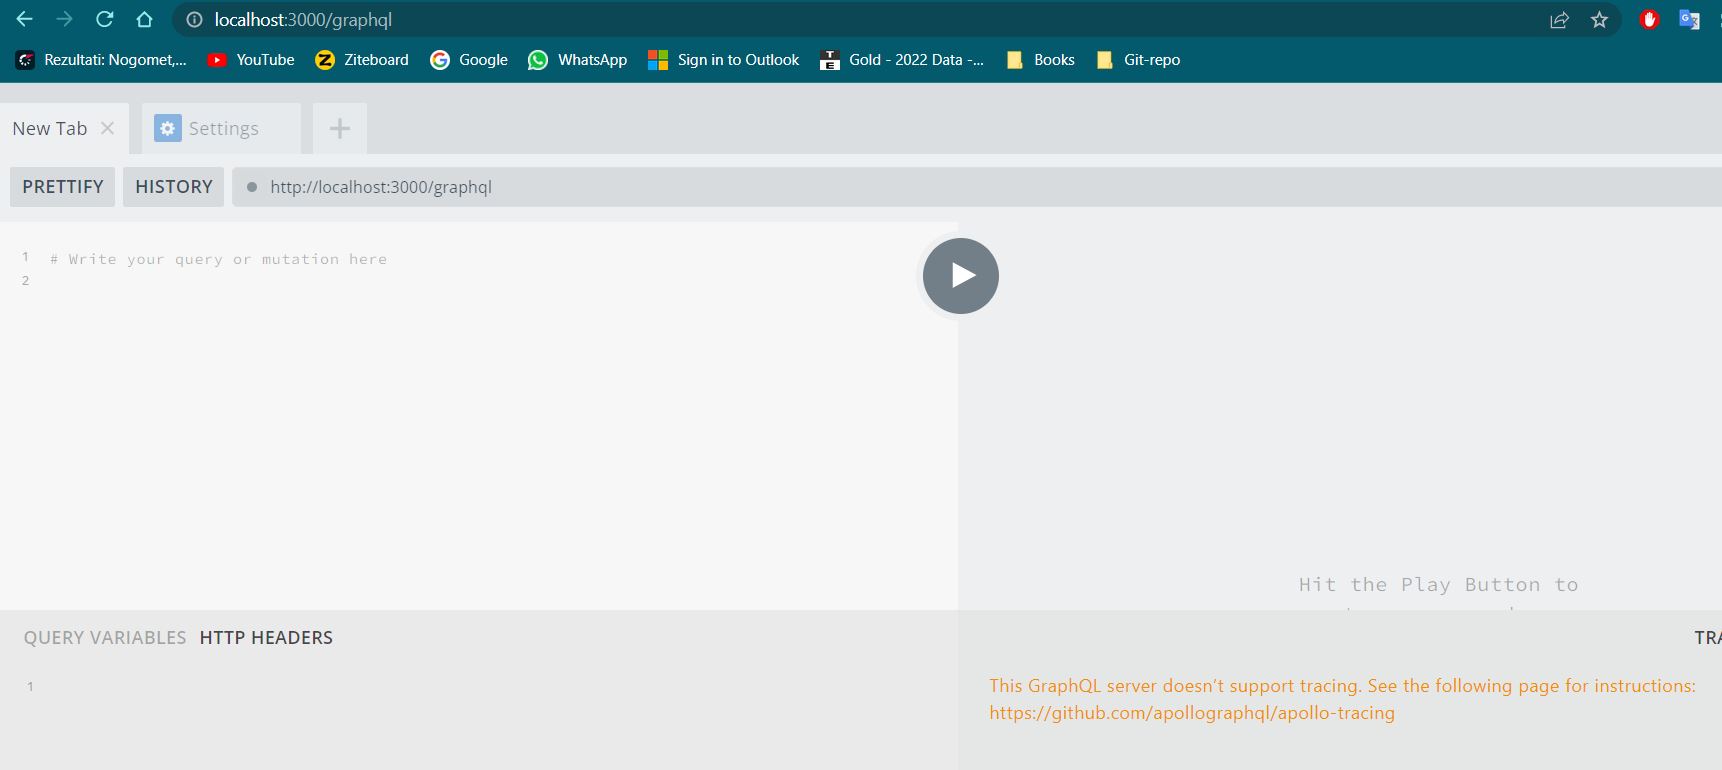 localhost:3000/graphql
Rezultati: Nogomet,... YouTube Ziteboard Google WhatsApp Sign in to Outlook Gold - 2022 Data -... Books Git-repo
New Tab Settings
PRETTIFY HISTORY http://localhost:3000/graphql
1 # Write your query or mutation here
2
Hit the Play Button to
QUERY VARIABLES HTTP HEADERS
1
TRA
This GraphQL server doesn't support tracing. See the following page for instructions:
https://github.com/apollographql/apollo-tracing